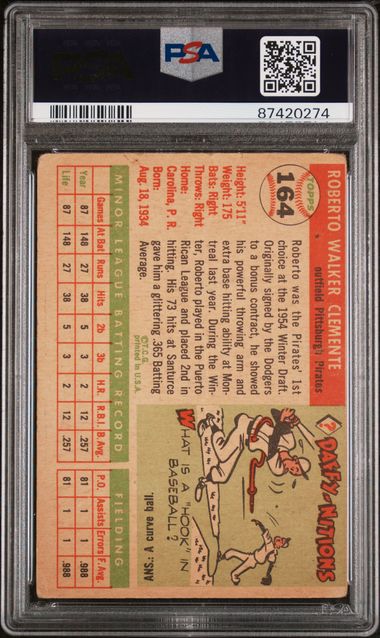 PSA
87420274
164
TOPPS
ROBERTO WALKER CLEMENTE
outfield Pittsburgh Pirates
Height: 5'11"
Weight: 175
Bats: Right
Throws: Right
Home:
Carolina, P. R.
Aug. 18, 1934
Roberto was the Pirates' 1st
choice at the 1954 Winter Draft.
Originally signed by the Dodgers
to a bonus contract, he showed
his powerful throwing arm and
extra base hitting ability at Mon-
treal last year. During the Win-
ter, Roberto played in the Puerto
Rican League and placed 2nd in
hitting. His 73 hits at Santurce
gave him a glittering .365 Batting
Average.
©T.C.G.
printed in U.S.A.
? DAFFY-NITIONS
WHAT IS A "HOOK" IN
BASEBALL?
ANS.: A curve ball.
MINOR LEAGUE BATTING RECORD
FIELDING
Games At Bat Runs Hits 2b 3b H.R. R.B.I. B. Avg. P.O. Assists Errors F. Avg.
Year 87 148 27 38 5 3 2 12 .257 81 1 1 .988
Life 87 148 27 38 5 3 2 12 .257 81 1 1 .988